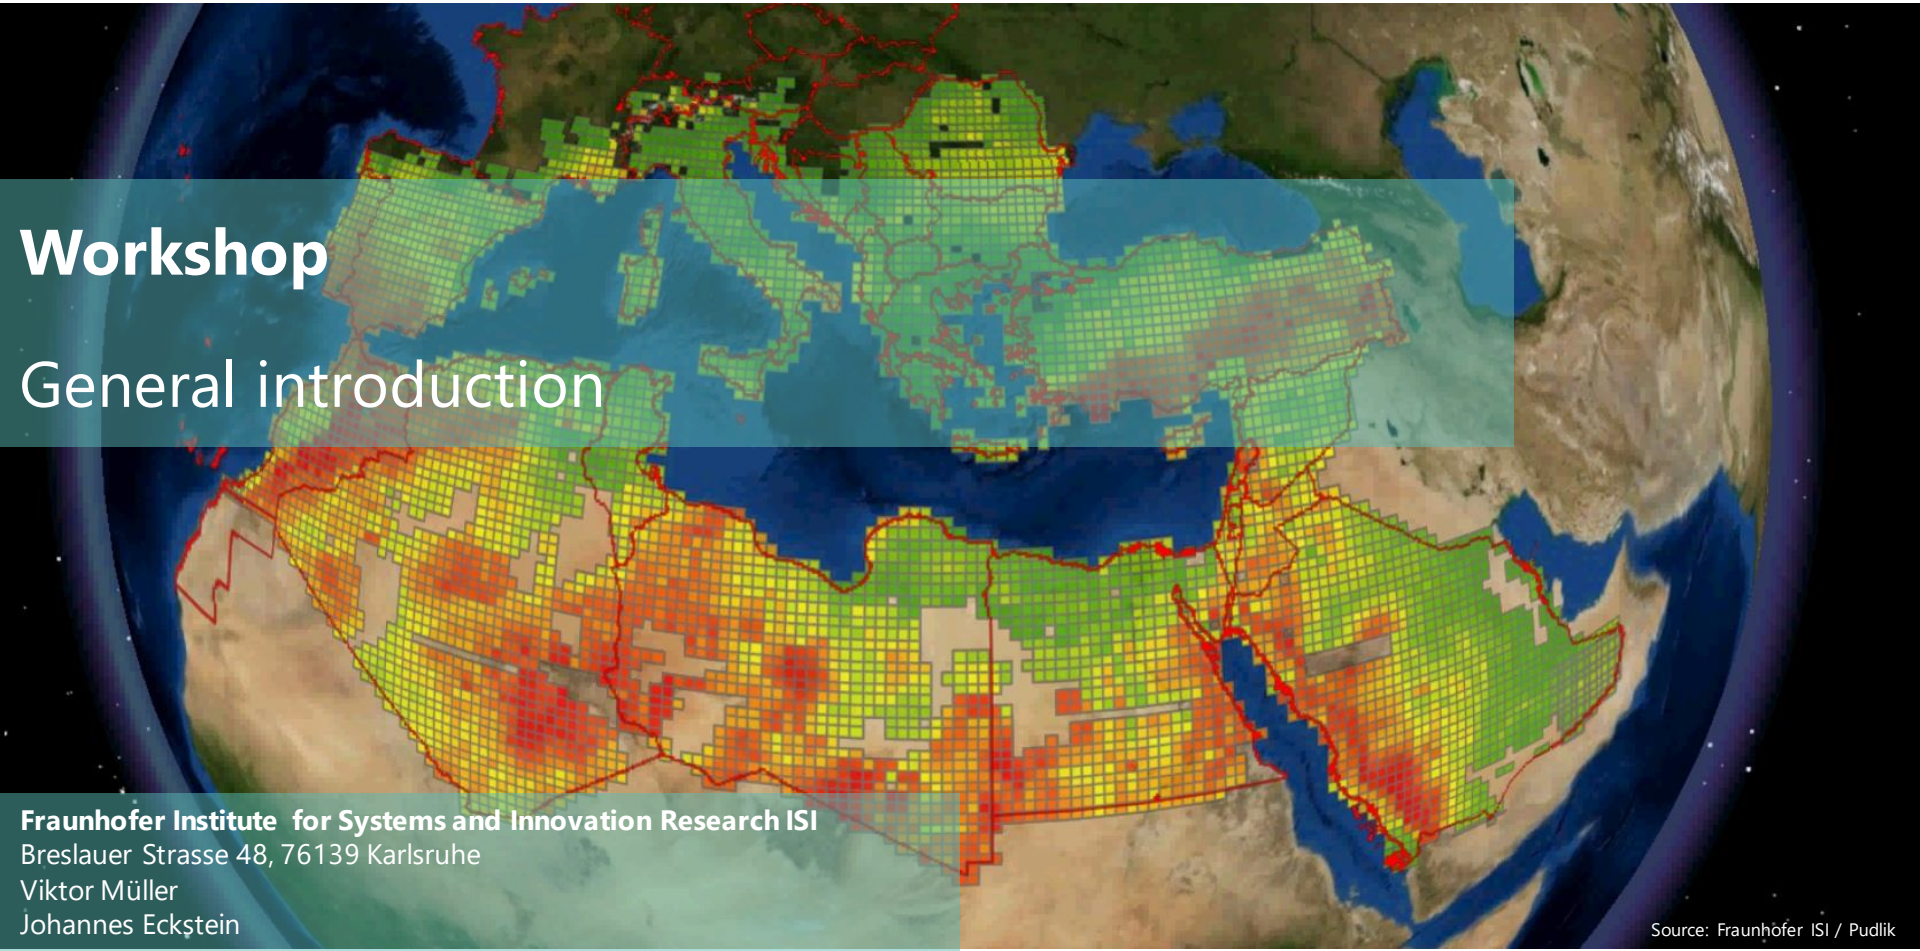 Workshop
General introduction
Fraunhofer Institute for Systems and Innovation Research ISI
Breslauer Strasse 48, 76139 Karlsruhe
Viktor Müller
Johannes Eckstein
Source: Fraunhofer ISI / Pudlik